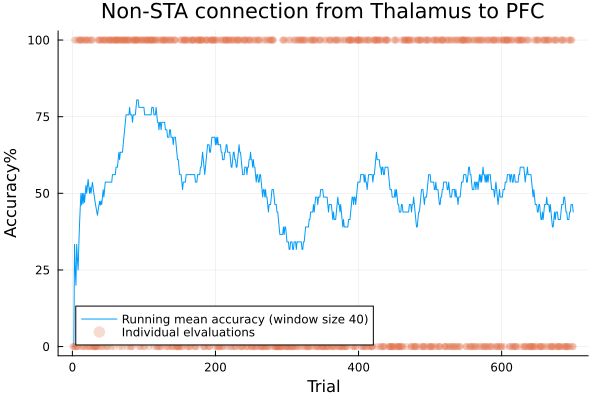 Non-STA connection from Thalamus to PFC
100
75
50
25
0
Accuracy%
Running mean accuracy (window size 40)
Individual elvaluations
0
200
400
600
Trial